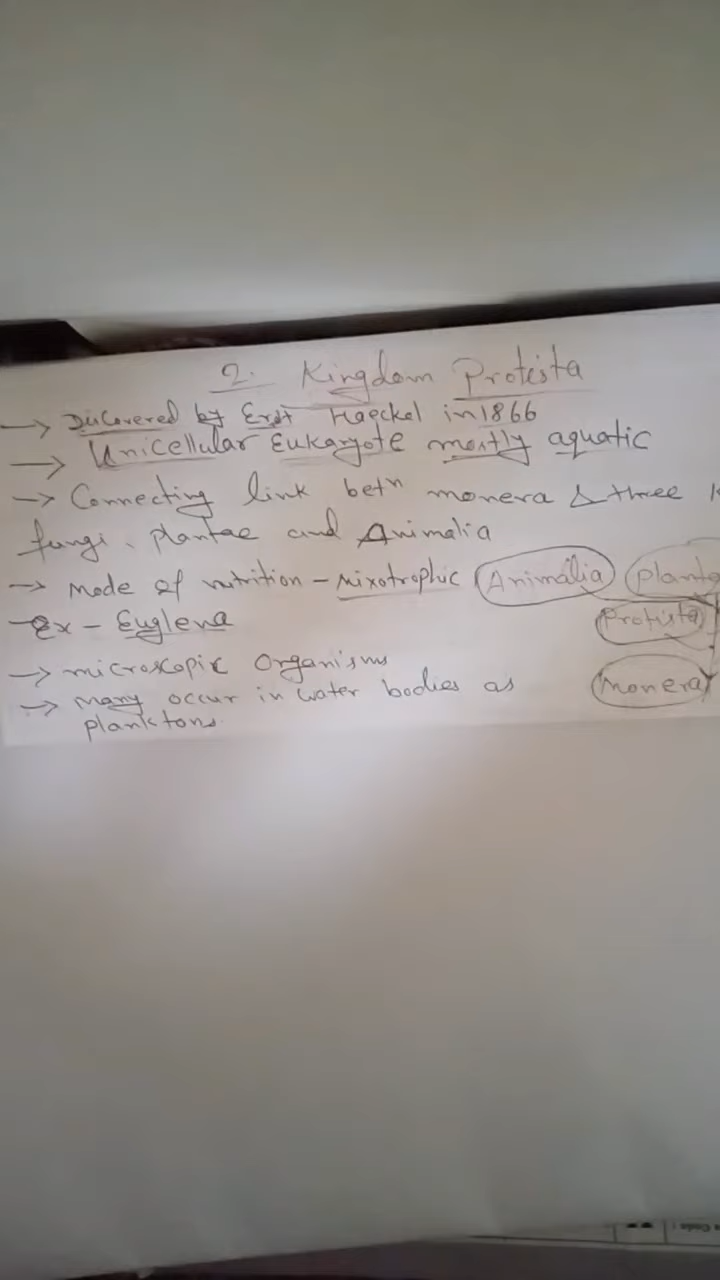 2. Kingdom Protista
→ Discovered by Erst Haeckel in 1866
→ Unicellular Eukaryote mostly aquatic
→ Connecting link betn monera & three K
fungi, plantae and Animalia
→ Mode of nutrition - Mixotrophic Animalia Planta
Ex - Euglena Protista
→ microscopic Organisms
→ Many occur in water bodies as Monera
planktons.